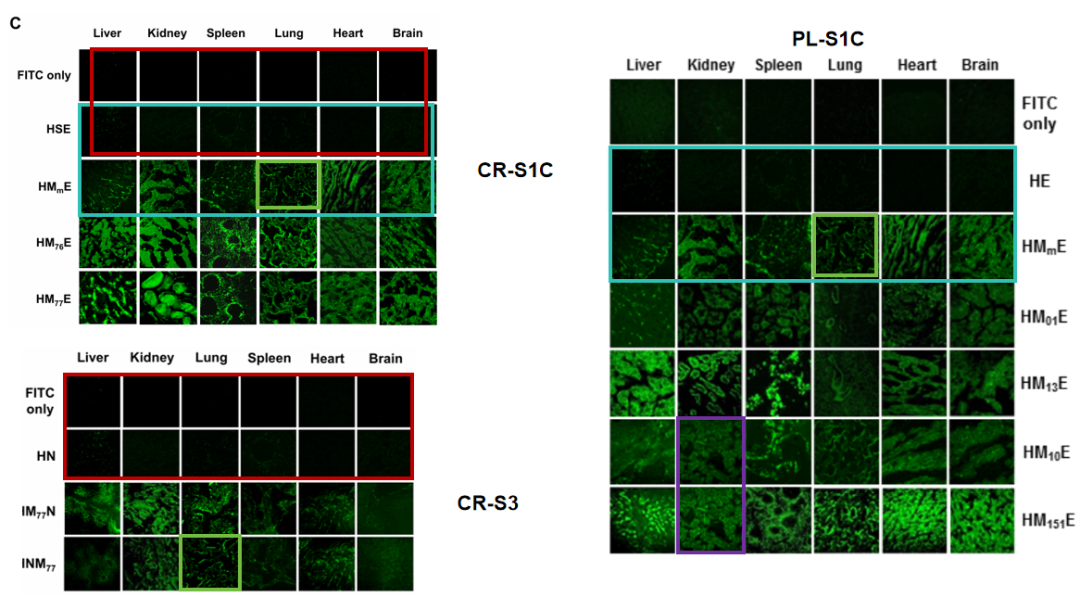 C
Liver Kidney Spleen Lung Heart Brain
FITC only
HSE
HMmE
HM76E
HM77E
CR-S1C
Liver Kidney Lung Spleen Heart Brain
FITC
only
HN
IM77N
INM77
CR-S3
PL-S1C
Liver Kidney Spleen Lung Heart Brain
FITC
only
HE
HMmE
HM01E
HM13E
HM10E
HM151E